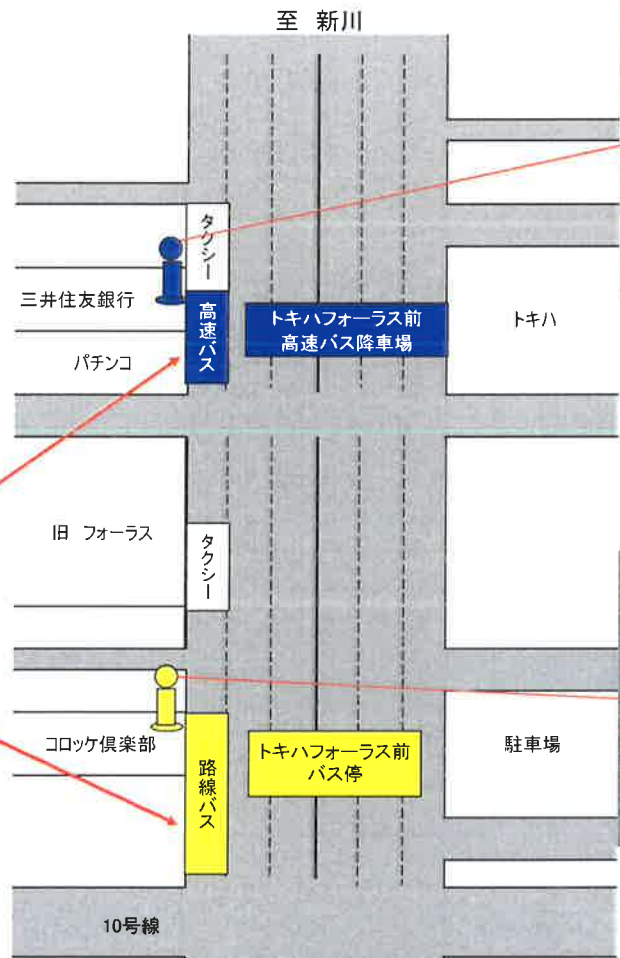 至 新川
タクシー
三井住友銀行
高速バス
トキハフォーラス前
高速バス降車場
トキハ
パチンコ
旧 フォーラス
タクシー
コロッケ倶楽部
路線バス
トキハフォーラス前
バス停
駐車場
10号線